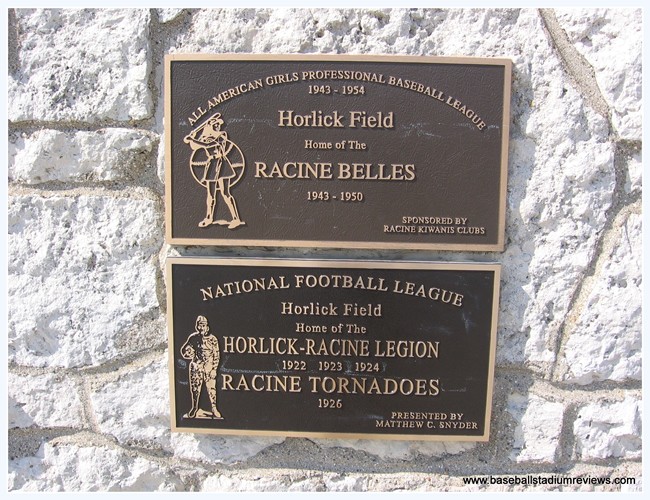 ALL AMERICAN GIRLS PROFESSIONAL BASEBALL LEAGUE
1943 - 1954
Horlick Field
Home of The
RACINE BELLES
1943 - 1950
SPONSORED BY
RACINE KIWANIS CLUBS
NATIONAL FOOTBALL LEAGUE
Horlick Field
Home of The
HORLICK-RACINE LEGION
1922 1923 1924
RACINE TORNADOES
1926
PRESENTED BY
MATTHEW C. SNYDER
www.baseballstadiumreviews.com